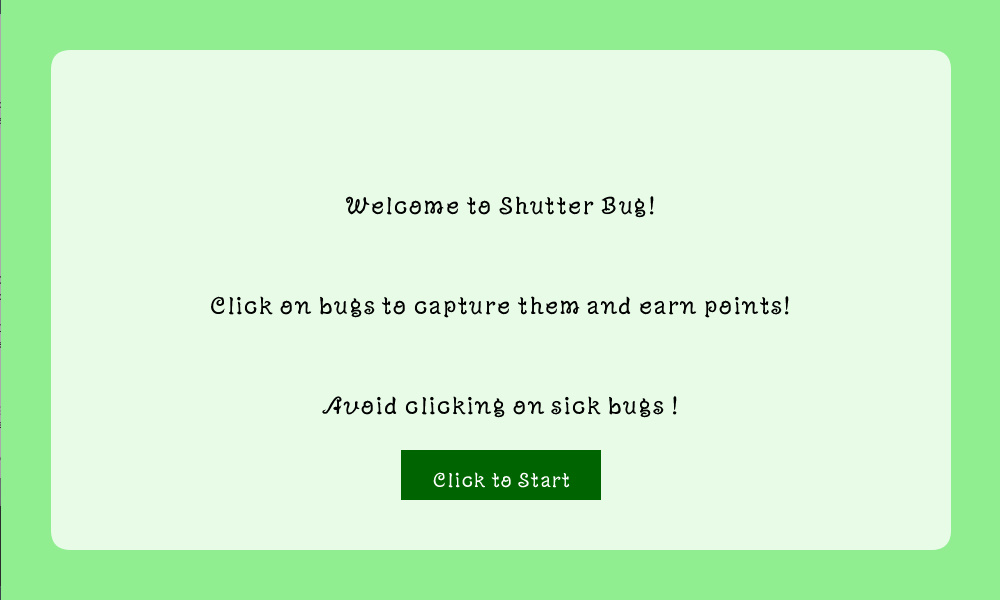 Welcome to Shutter Bug!
Click on bugs to capture them and earn points!
Avoid clicking on sick bugs !
Click to Start